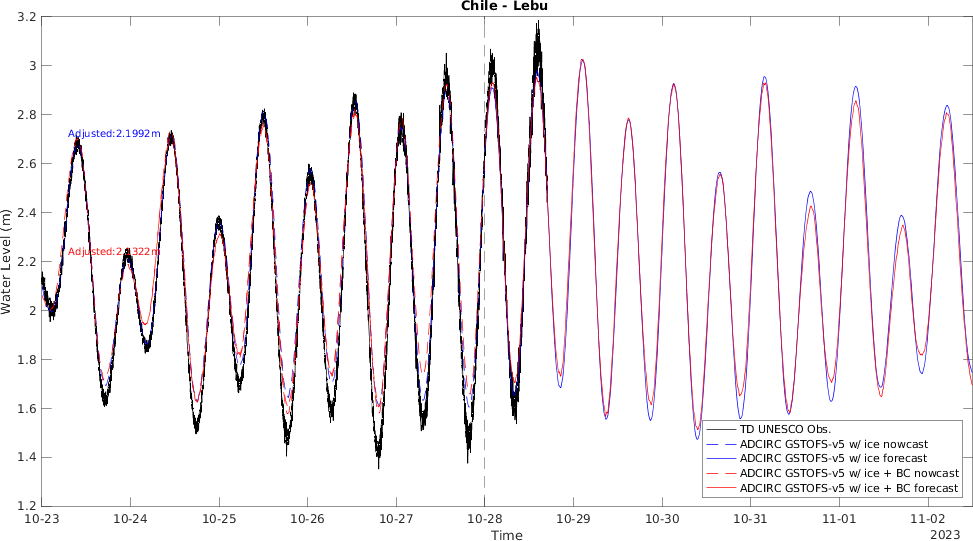 Chile - Lebu
3.2
3
2.8
2.6
2.4
2.2
2
1.8
1.6
1.4
1.2
Water Level (m)
Adjusted:2.1992m
10-23
10-24
10-25
10-26
10-27
10-28
10-29
10-30
10-31
11-01
11-02
2023
Time
TD UNESCO Obs.
ADCIRC GSTOFS-v5 w/ ice nowcast
ADCIRC GSTOFS-v5 w/ ice forecast
ADCIRC GSTOFS-v5 w/ ice + BC nowcast
ADCIRC GSTOFS-v5 w/ ice + BC forecast